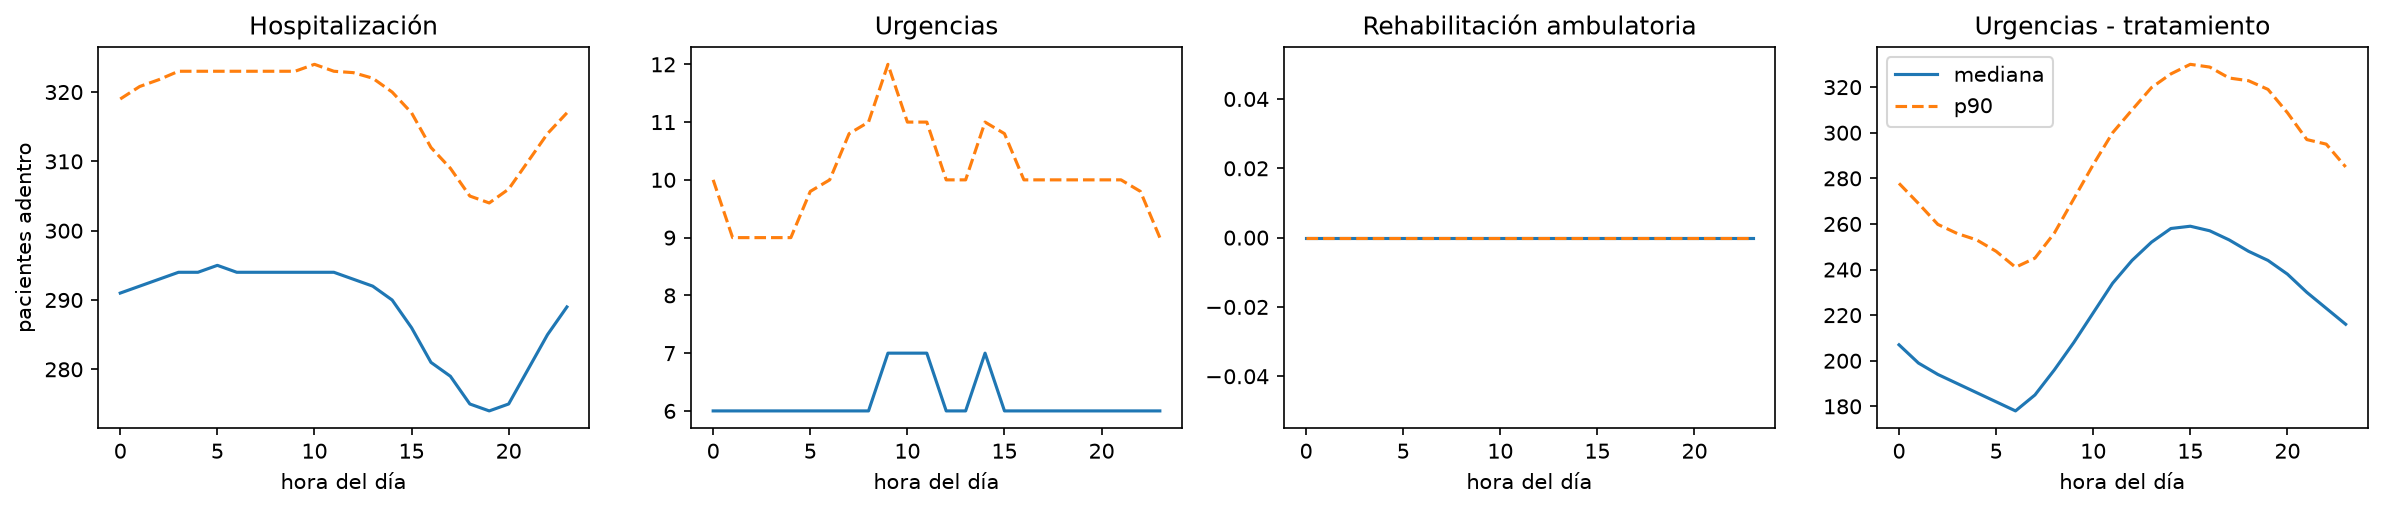 Hospitalización
320
310
300
290
280
pacientes adentro
0 5 10 15 20
hora del día
Urgencias
12
11
10
9
8
7
6
0 5 10 15 20
hora del día
Rehabilitación ambulatoria
0.04
0.02
0.00
−0.02
−0.04
0 5 10 15 20
hora del día
Urgencias - tratamiento
mediana
p90
320
300
280
260
240
220
200
180
0 5 10 15 20
hora del día